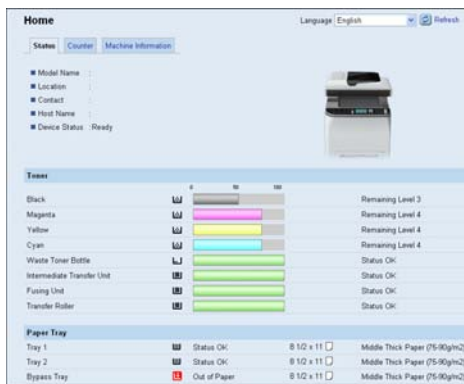 Home Language English Refresh
Status Counter Machine Information
Model Name :
Location :
Contact :
Host Name :
Device Status : Ready
Toner
0 50 100
Black Remaining Level 3
Magenta Remaining Level 4
Yellow Remaining Level 4
Cyan Remaining Level 4
Waste Toner Bottle Status OK
Intermediate Transfer Unit Status OK
Fusing Unit Status OK
Transfer Roller Status OK
Paper Tray
Tray 1 Status OK 8 1/2 x 11 Middle Thick Paper (75-90g/m2)
Tray 2 Status OK 8 1/2 x 11 Middle Thick Paper (75-90g/m2)
Bypass Tray Out of Paper 8 1/2 x 11 Middle Thick Paper (75-90g/m2)